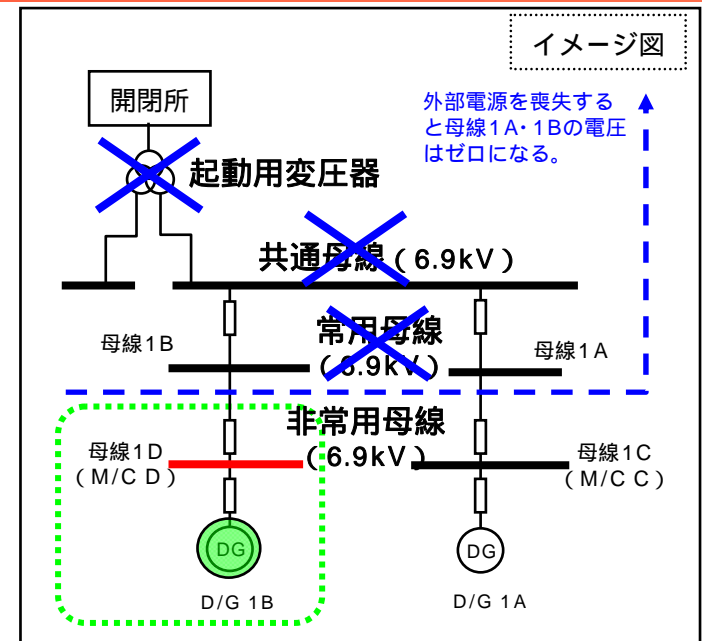 イメージ図
開閉所
外部電源を喪失する
と母線1A・1Bの電圧
はゼロになる。
起動用変圧器
共通母線(6.9kV)
常用母線
(6.9kV)
母線1B
母線1A
非常用母線
(6.9kV)
母線1D
(M/C D)
母線1C
(M/C C)
DG
DG
D/G 1B
D/G 1A